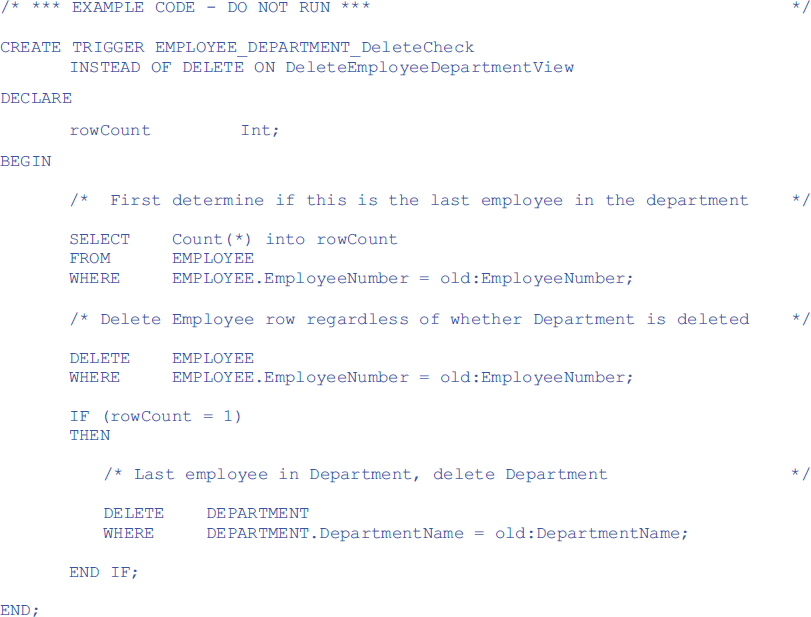 /* *** EXAMPLE CODE – DO NOT RUN *** */
CREATE TRIGGER EMPLOYEE_DEPARTMENT_DeleteCheck
INSTEAD OF DELETE ON DeleteEmployeeDepartmentView
DECLARE
rowCount Int;
BEGIN
/* First determine if this is the last employee in the department */
SELECT Count(*) into rowCount
FROM EMPLOYEE
WHERE EMPLOYEE.EmployeeNumber = old:EmployeeNumber;
/* Delete Employee row regardless of whether Department is deleted */
DELETE EMPLOYEE
WHERE EMPLOYEE.EmployeeNumber = old:EmployeeNumber;
IF (rowCount = 1)
THEN
/* Last employee in Department, delete Department */
DELETE DEPARTMENT
WHERE DEPARTMENT.DepartmentName = old:DepartmentName;
END IF;
END;